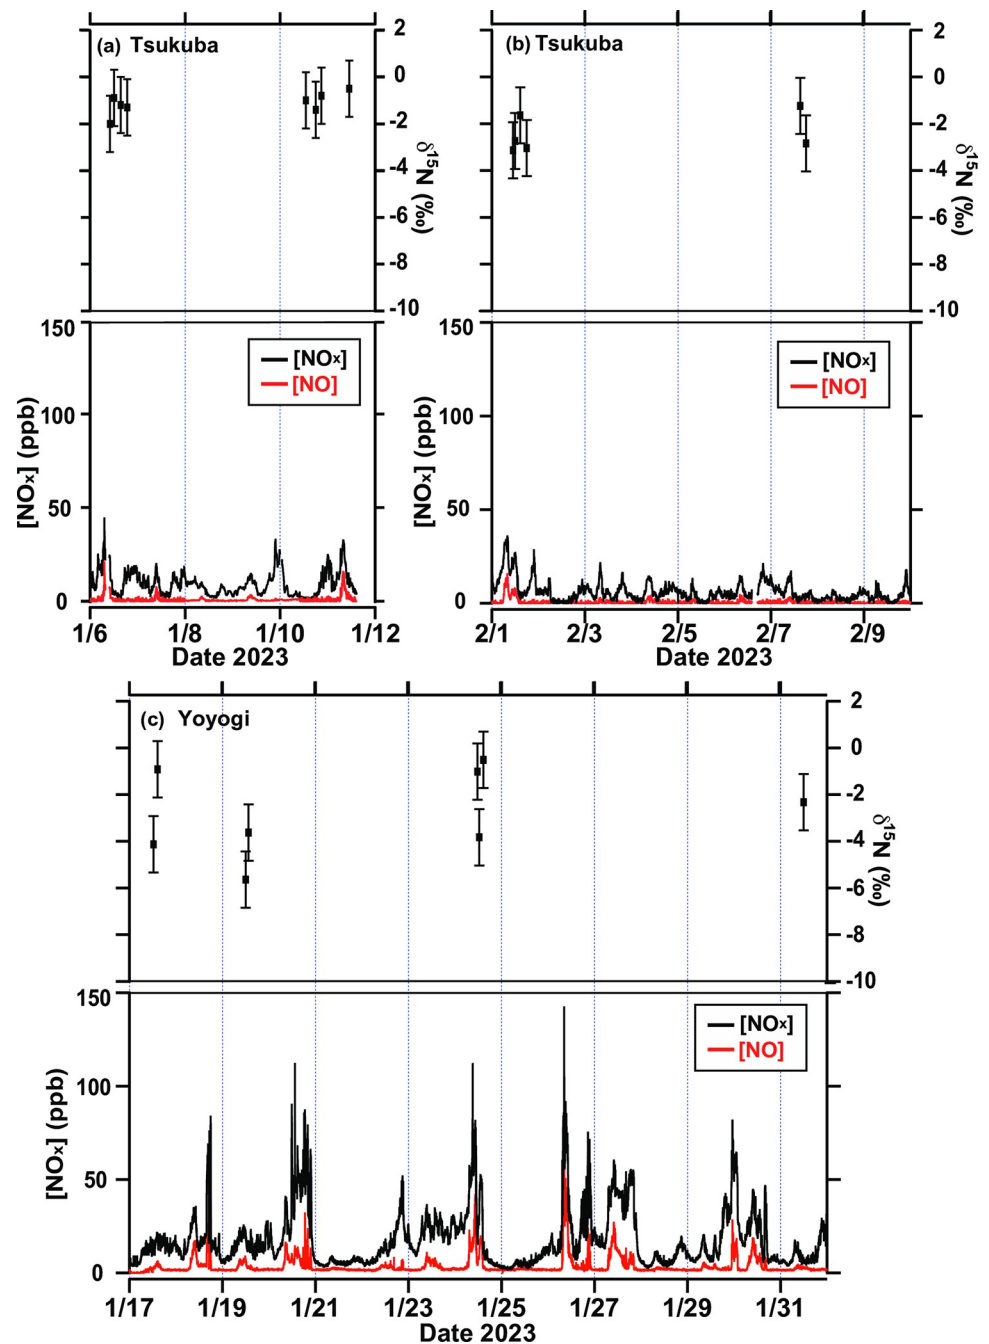 (a) Tsukuba
2
0
-2
-4
-6
-8
-10
δ¹⁵N (‰)
150
100
50
0
[NOx] (ppb)
[NOx]
[NO]
1/6 1/8 1/10 1/12
Date 2023
(b) Tsukuba
2
0
-2
-4
-6
-8
-10
δ¹⁵N (‰)
150
100
50
0
[NOx] (ppb)
[NOx]
[NO]
2/1 2/3 2/5 2/7 2/9
Date 2023
(c) Yoyogi
2
0
-2
-4
-6
-8
-10
δ¹⁵N (‰)
150
100
50
0
[NOx] (ppb)
[NOx]
[NO]
1/17 1/19 1/21 1/23 1/25 1/27 1/29 1/31
Date 2023